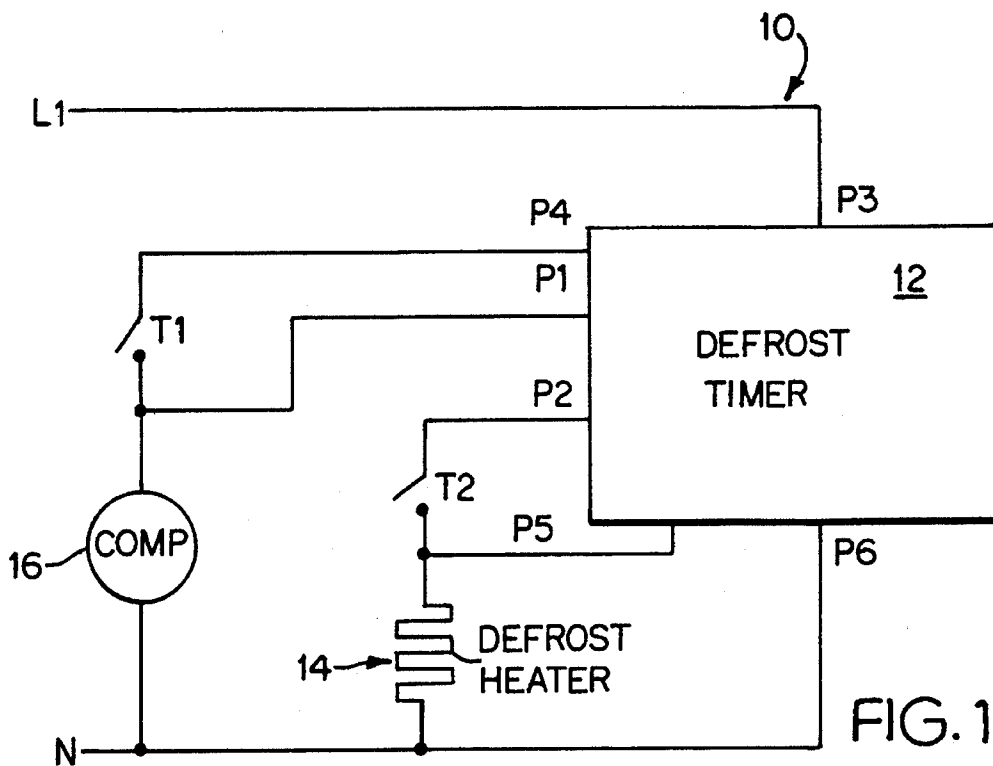 10
L1
P3
P4
P1
12
T1
DEFROST
TIMER
P2
T2
P5
P6
COMP
16
14
DEFROST
HEATER
N
FIG. 1